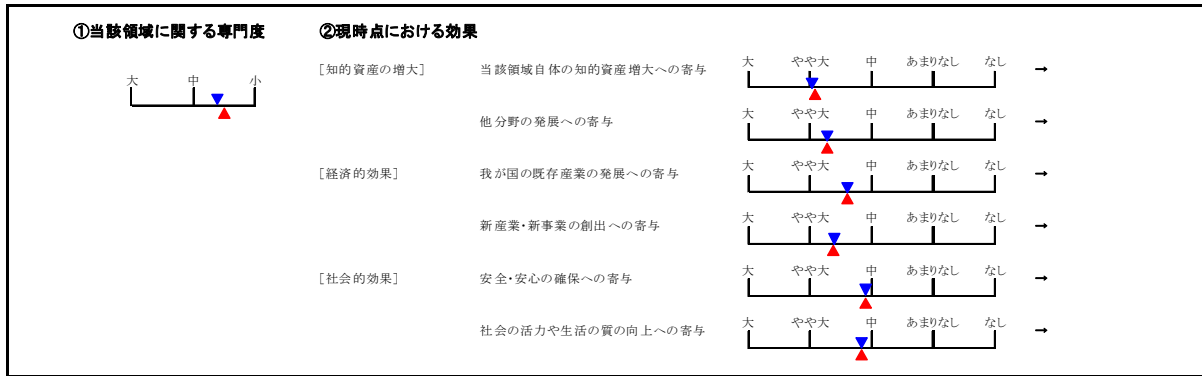 ①当該領域に関する専門度
大 中 小
②現時点における効果
[知的資産の増大] 当該領域自体の知的資産増大への寄与 大 やや大 中 あまりなし なし →
他分野の発展への寄与 大 やや大 中 あまりなし なし →
[経済的効果] 我が国の既存産業の発展への寄与 大 やや大 中 あまりなし なし →
新産業・新事業の創出への寄与 大 やや大 中 あまりなし なし →
[社会的効果] 安全・安心の確保への寄与 大 やや大 中 あまりなし なし →
社会の活力や生活の質の向上への寄与 大 やや大 中 あまりなし なし →